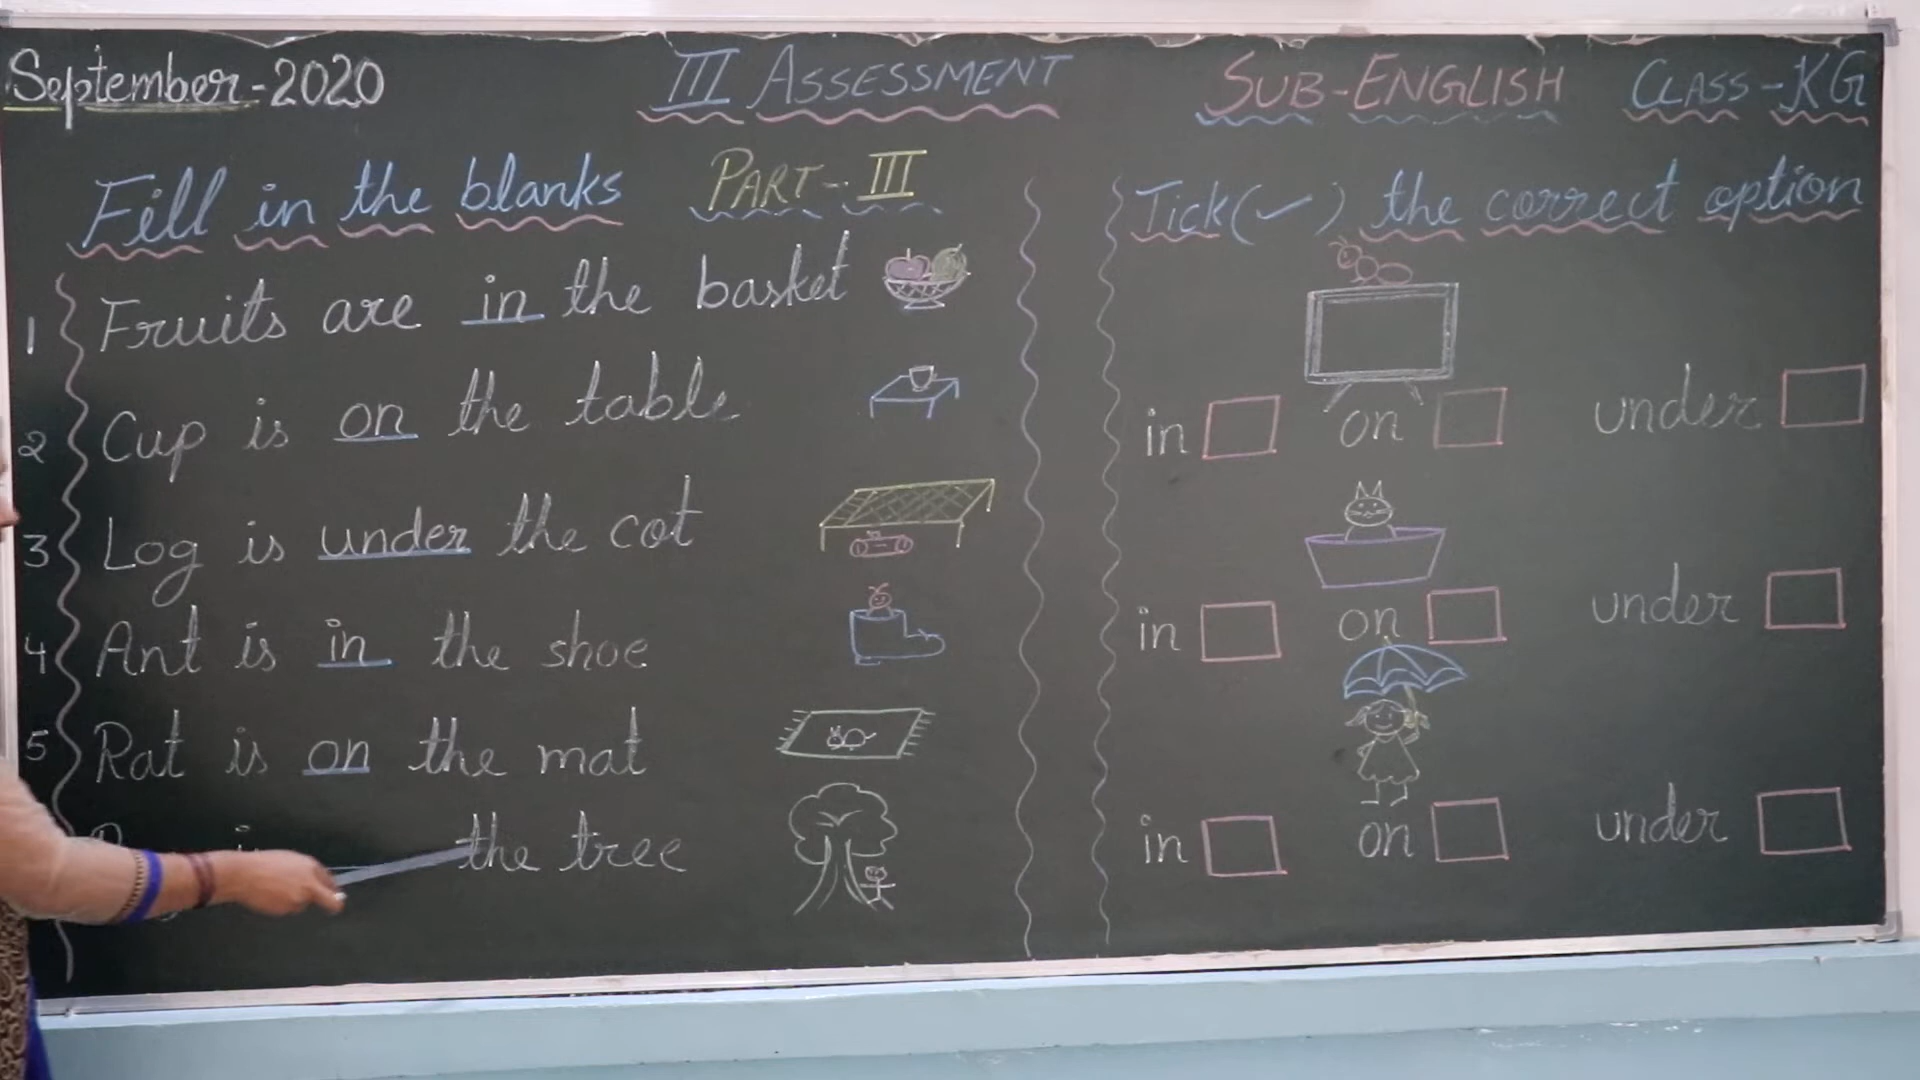 September-2020 III ASSESSMENT SUB-ENGLISH CLASS-KG
Fill in the blanks PART-III
1 Fruits are in the basket
2 Cup is on the table
3 Log is under the cot
4 Ant is in the shoe
5 Rat is on the mat
is the tree
Tick(✓) the correct option
in on under
in on under
in on under